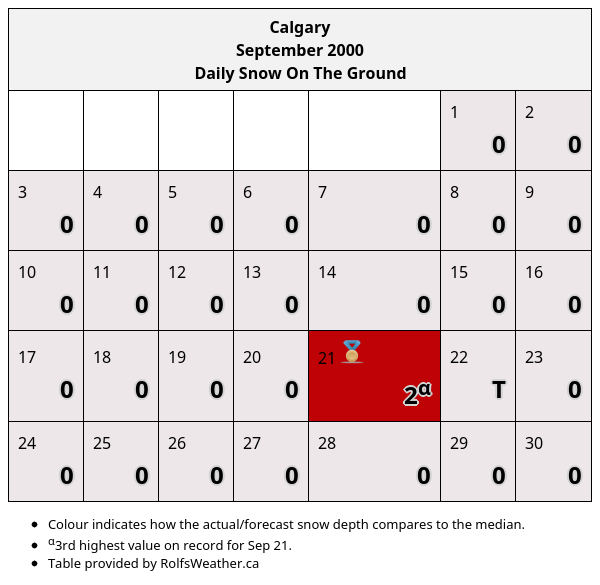 Calgary
September 2000
Daily Snow On The Ground
1 2
0 0
3 4 5 6 7 8 9
0 0 0 0 0 0 0
10 11 12 13 14 15 16
0 0 0 0 0 0 0
17 18 19 20 21 22 23
0 0 0 0 2α T 0
24 25 26 27 28 29 30
0 0 0 0 0 0 0
Colour indicates how the actual/forecast snow depth compares to the median.
α3rd highest value on record for Sep 21.
Table provided by RolfsWeather.ca